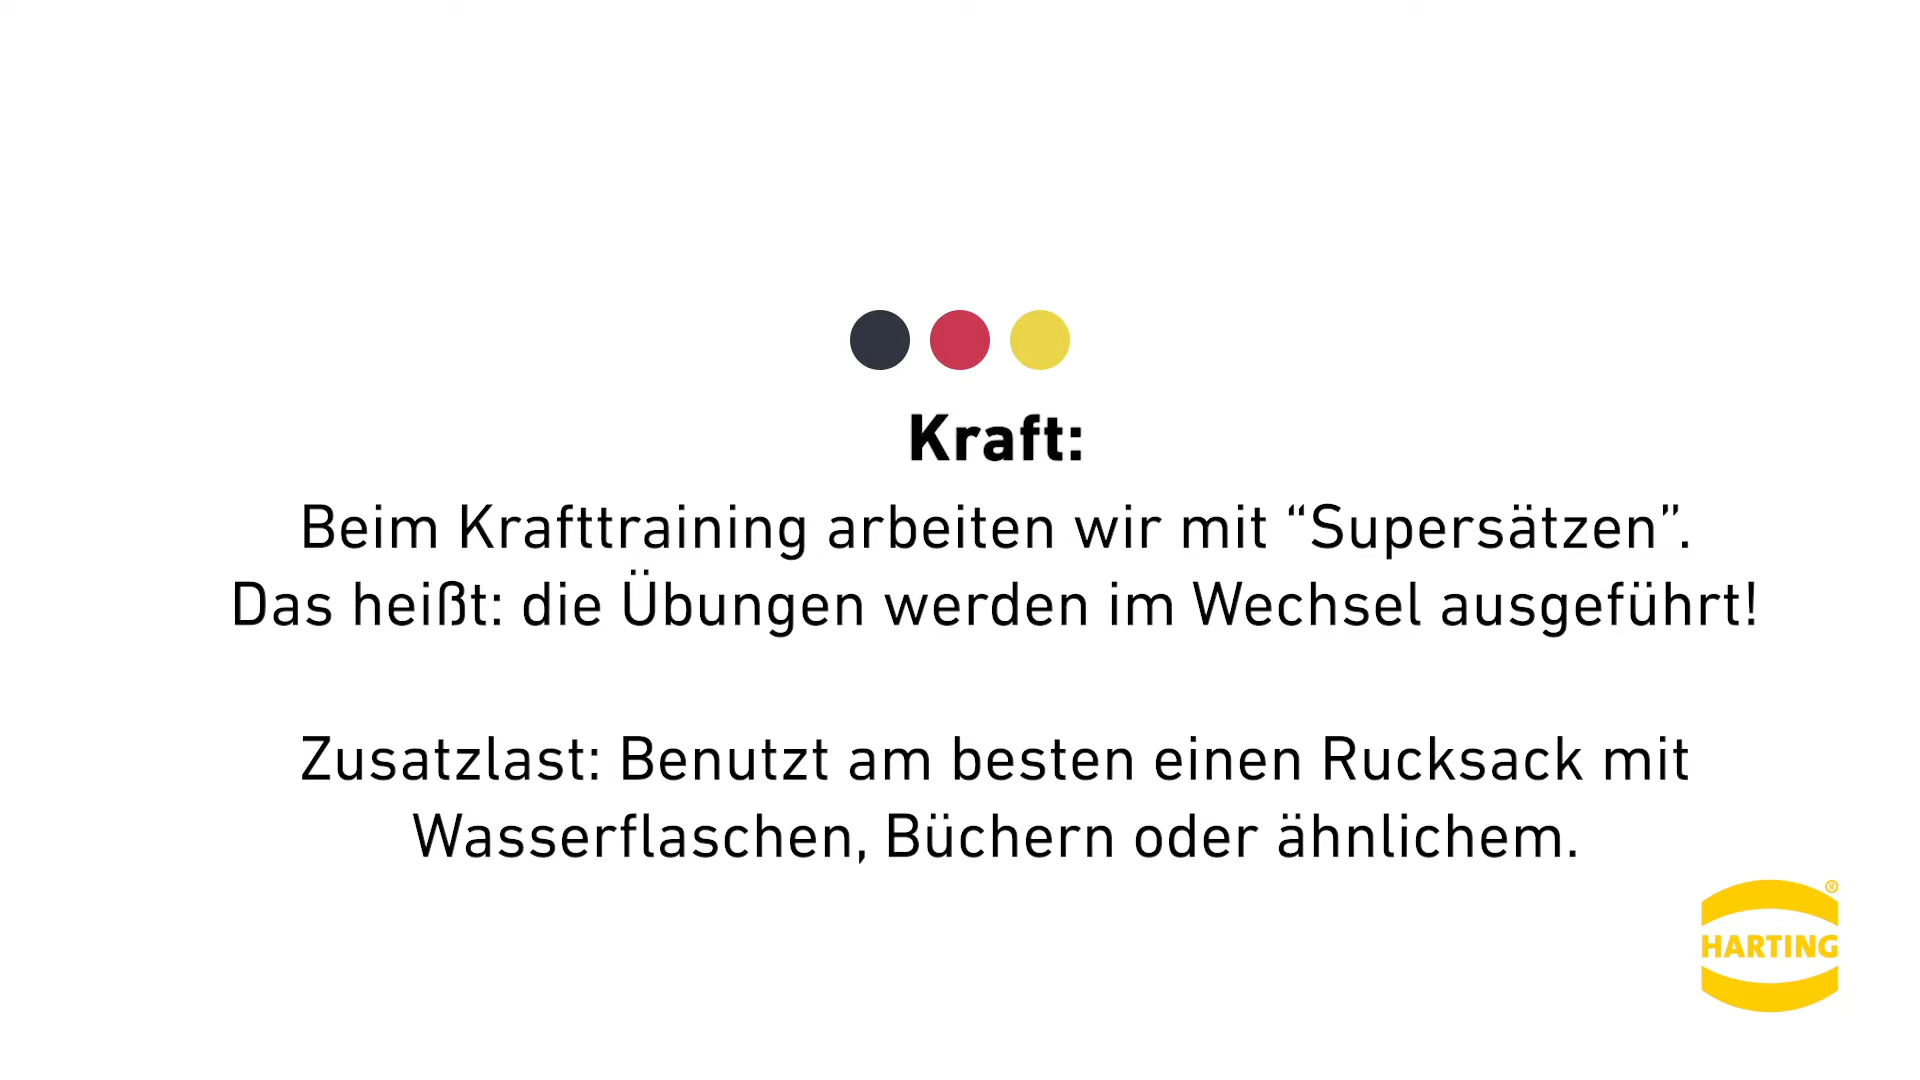 Kraft:
Beim Krafttraining arbeiten wir mit “Supersätzen”.
Das heißt: die Übungen werden im Wechsel ausgeführt!
Zusatzlast: Benutzt am besten einen Rucksack mit
Wasserflaschen, Büchern oder ähnlichem.
®
HARTING